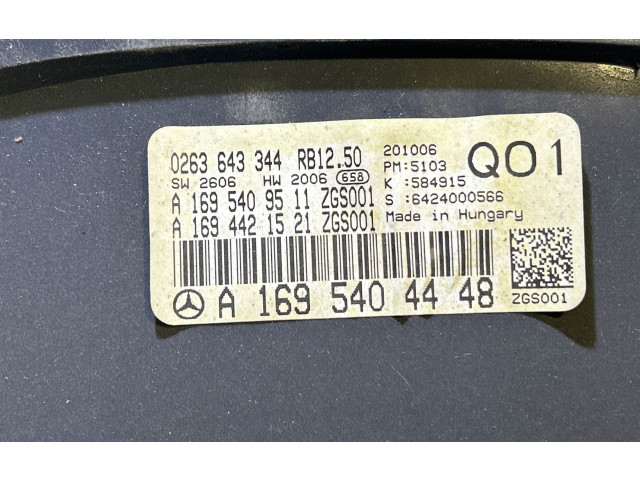 0263 643 344 RB12.50 201006
PM:5103 Q01
SW 2606 HW 2006 658 K :584915
A 169 540 95 11 ZGS001 S :6424000566
A 169 442 15 21 ZGS001 Made in Hungary
A 169 540 44 48 ZGS001